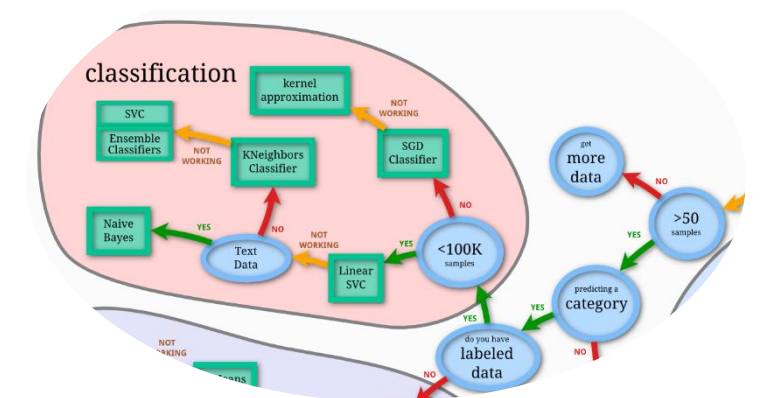 classification
kernel
approximation
NOT
WORKING
SVC
Ensemble
Classifiers
NOT
WORKING
KNeighbors
Classifier
SGD
Classifier
get
more
data
NO
NO
>50
samples
Naive
Bayes
YES
NO
NOT
WORKING
YES
<100K
samples
YES
Text
Data
Linear
SVC
predicting a
category
YES
YES
NO
do you have
labeled
data
NO
NOT